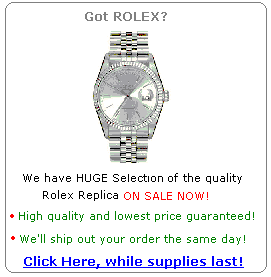 Got ROLEX?
We have HUGE Selection of the quality
Rolex Replica ON SALE NOW!
• High quality and lowest price guaranteed!
• We'll ship out your order the same day!
Click Here, while supplies last!